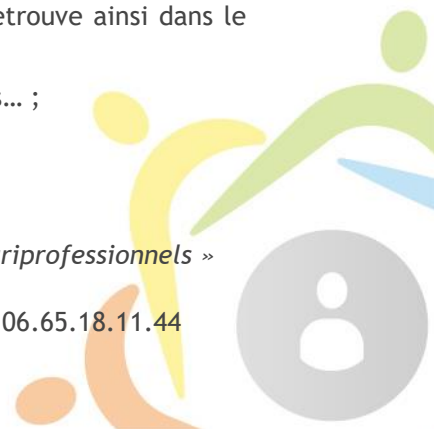 etrouve ainsi dans le
s… ;
riprofessionnels »
06.65.18.11.44